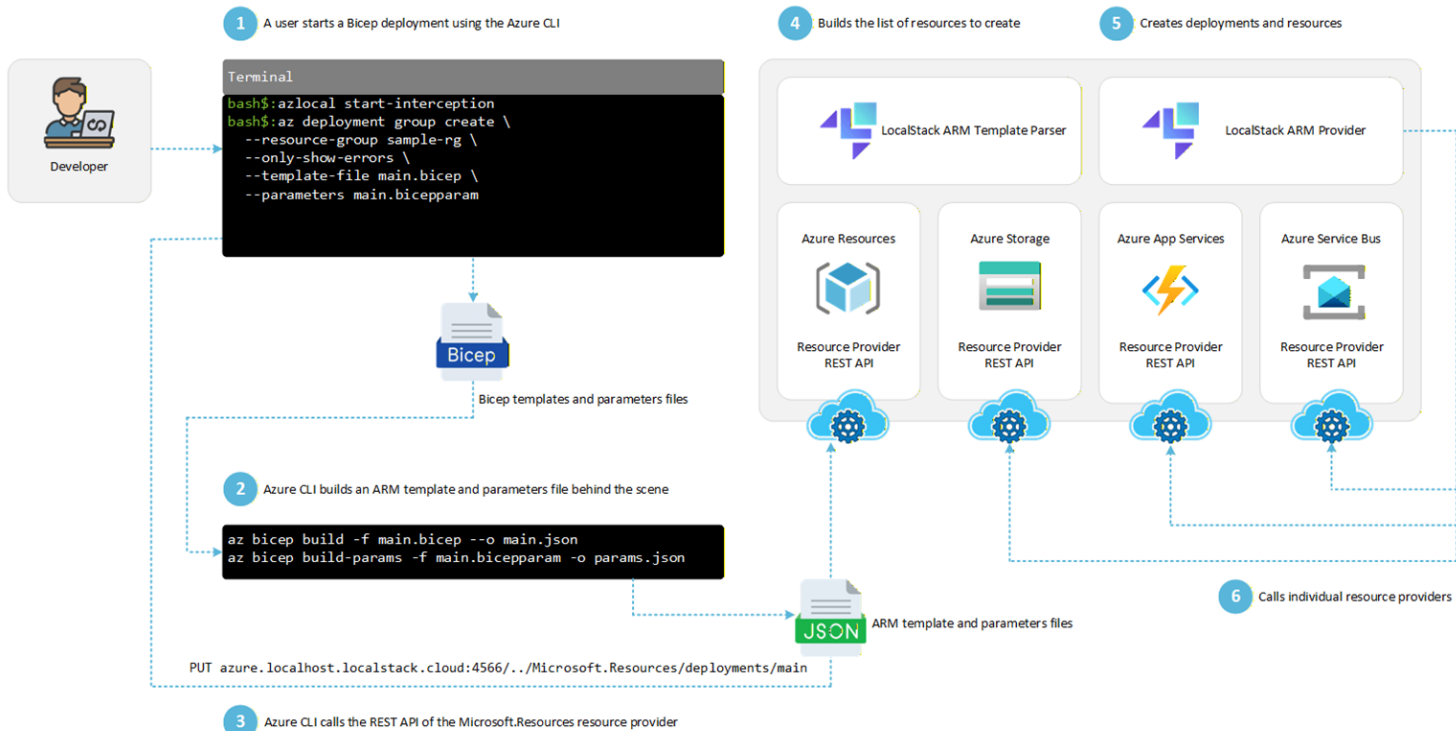 1 A user starts a Bicep deployment using the Azure CLI
Developer
Terminal
bash$:azlocal start-interception
bash$:az deployment group create \
--resource-group sample-rg \
--only-show-errors \
--template-file main.bicep \
--parameters main.bicepparam
Bicep
Bicep templates and parameters files
2 Azure CLI builds an ARM template and parameters file behind the scene
az bicep build -f main.bicep --o main.json
az bicep build-params -f main.bicepparam -o params.json
JSON
ARM template and parameters files
PUT azure.localhost.localstack.cloud:4566/../Microsoft.Resources/deployments/main
3 Azure CLI calls the REST API of the Microsoft.Resources resource provider
4 Builds the list of resources to create
5 Creates deployments and resources
LocalStack ARM Template Parser
LocalStack ARM Provider
Azure Resources
Resource Provider
REST API
Azure Storage
Resource Provider
REST API
Azure App Services
Resource Provider
REST API
Azure Service Bus
Resource Provider
REST API
6 Calls individual resource providers